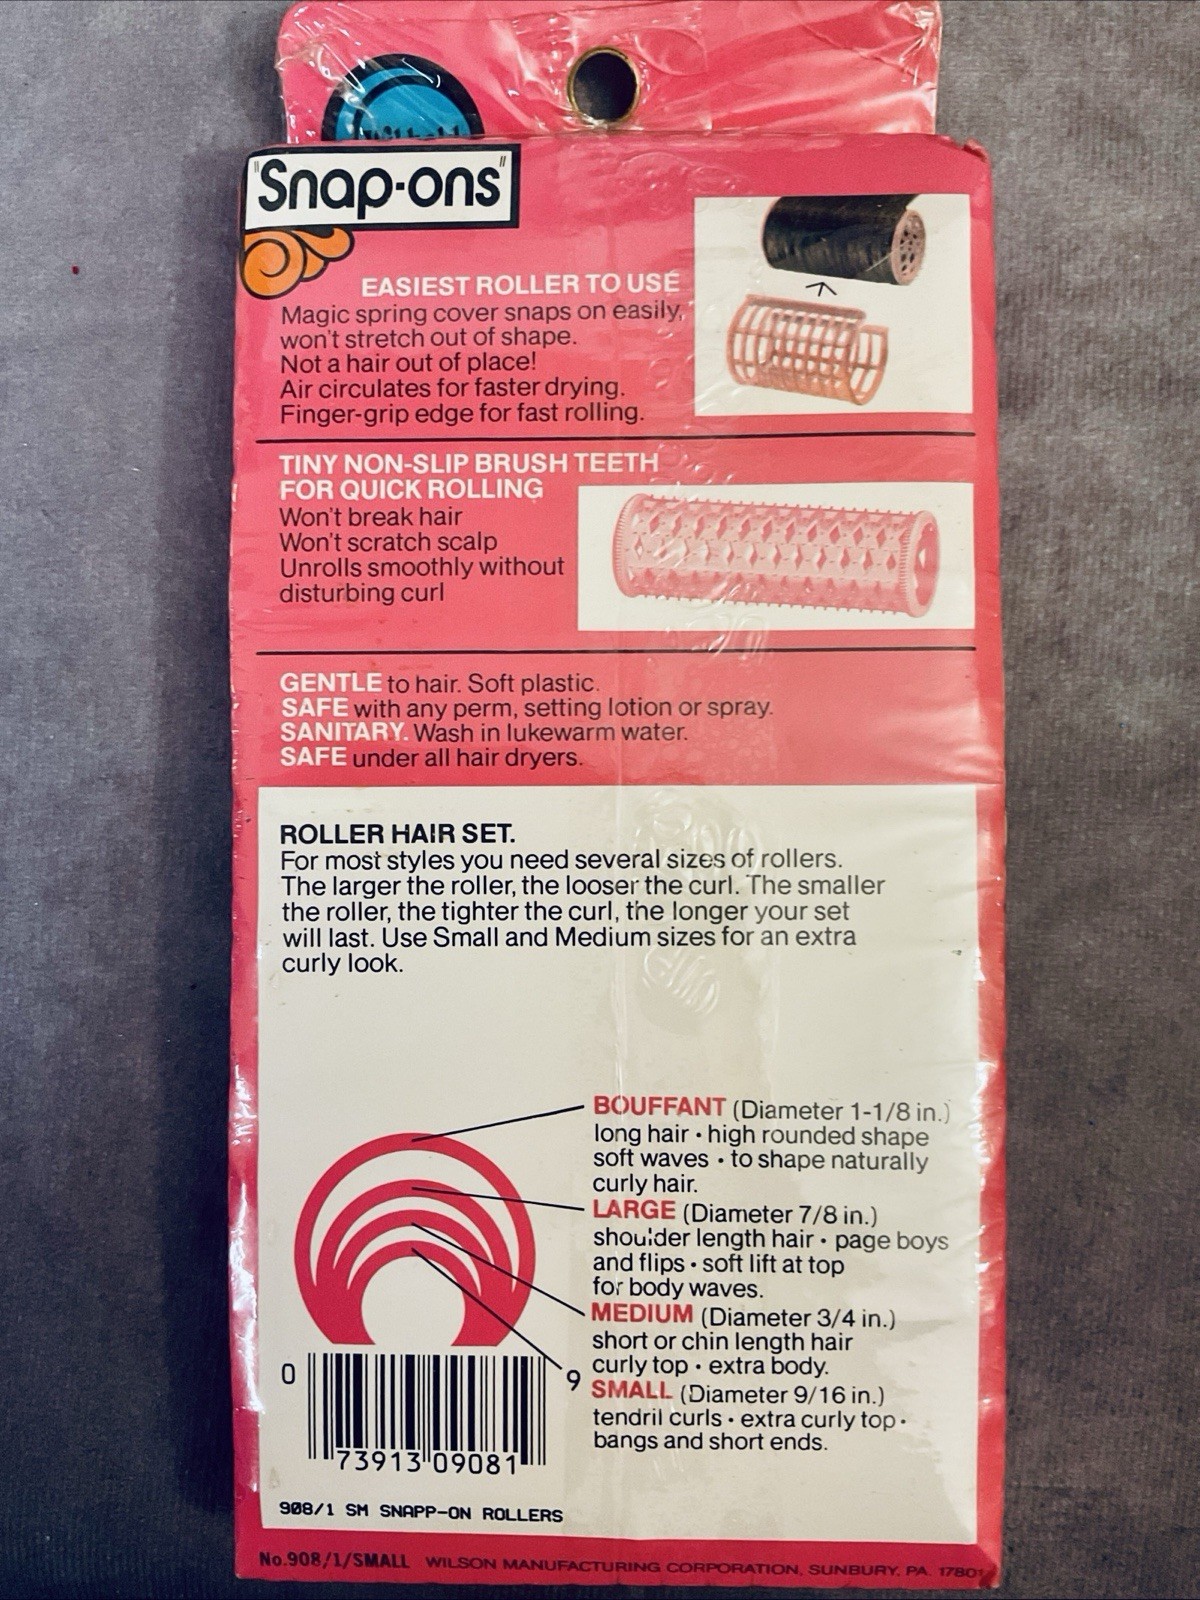 "Snap-ons"
EASIEST ROLLER TO USE
Magic spring cover snaps on easily,
won't stretch out of shape.
Not a hair out of place!
Air circulates for faster drying.
Finger-grip edge for fast rolling.
TINY NON-SLIP BRUSH TEETH
FOR QUICK ROLLING
Won't break hair
Won't scratch scalp
Unrolls smoothly without
disturbing curl
GENTLE to hair. Soft plastic.
SAFE with any perm, setting lotion or spray.
SANITARY. Wash in lukewarm water.
SAFE under all hair dryers.
ROLLER HAIR SET.
For most styles you need several sizes of rollers.
The larger the roller, the looser the curl. The smaller
the roller, the tighter the curl, the longer your set
will last. Use Small and Medium sizes for an extra
curly look.
BOUFFANT (Diameter 1-1/8 in.)
long hair • high rounded shape
soft waves • to shape naturally
curly hair.
LARGE (Diameter 7/8 in.)
shoulder length hair • page boys
and flips • soft lift at top
for body waves.
MEDIUM (Diameter 3/4 in.)
short or chin length hair
curly top • extra body.
SMALL (Diameter 9/16 in.)
tendril curls • extra curly top •
bangs and short ends.
0 73913 09081 9
908/1 SM SNAPP-ON ROLLERS
No.908/1/SMALL WILSON MANUFACTURING CORPORATION, SUNBURY, PA. 17801